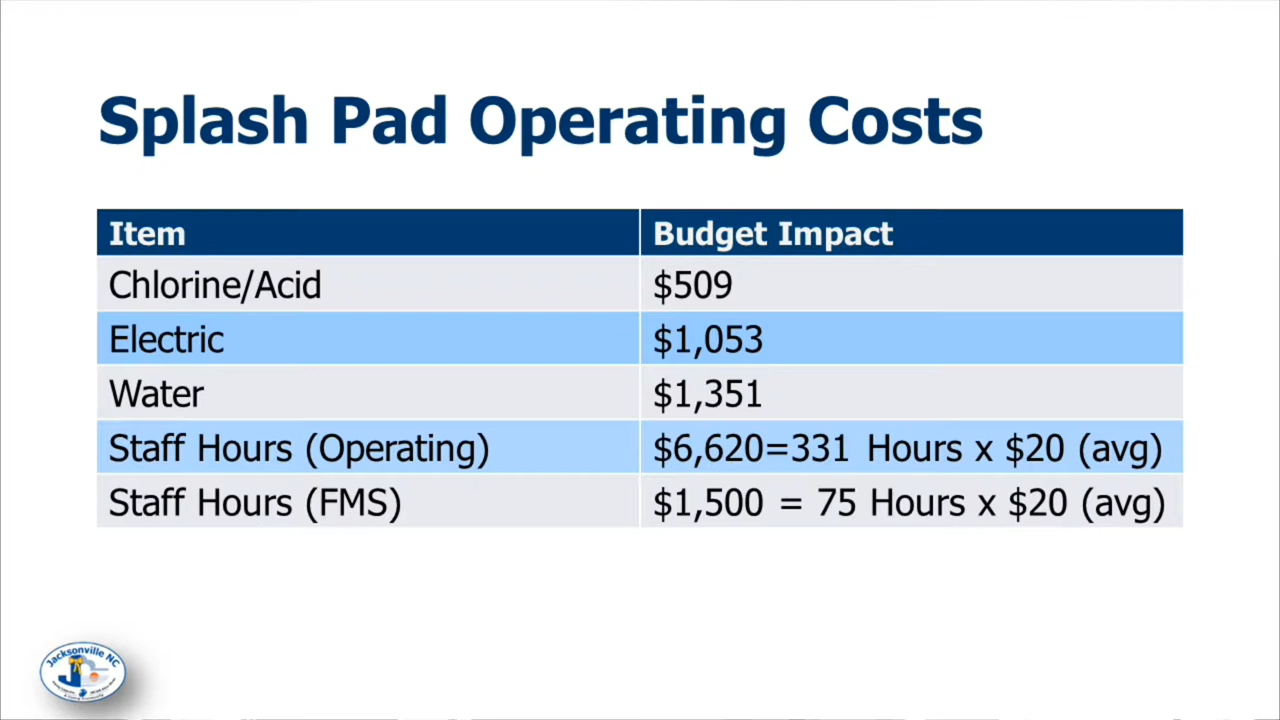 Splash Pad Operating Costs
Item Budget Impact
Chlorine/Acid $509
Electric $1,053
Water $1,351
Staff Hours (Operating) $6,620=331 Hours x $20 (avg)
Staff Hours (FMS) $1,500 = 75 Hours x $20 (avg)
Jacksonville NC